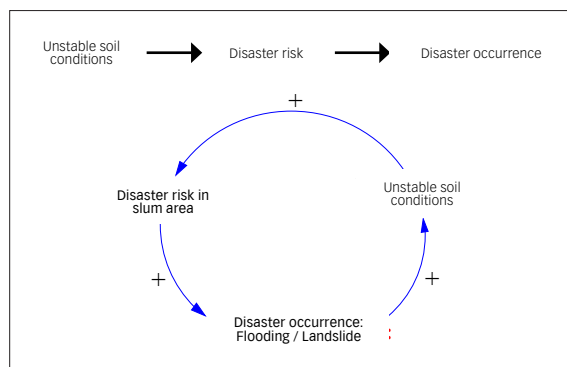 Unstable soil
conditions
Disaster risk
Disaster occurrence
+
Disaster risk in
slum area
Unstable soil
conditions
+
+
Disaster occurrence:
Flooding / Landslide